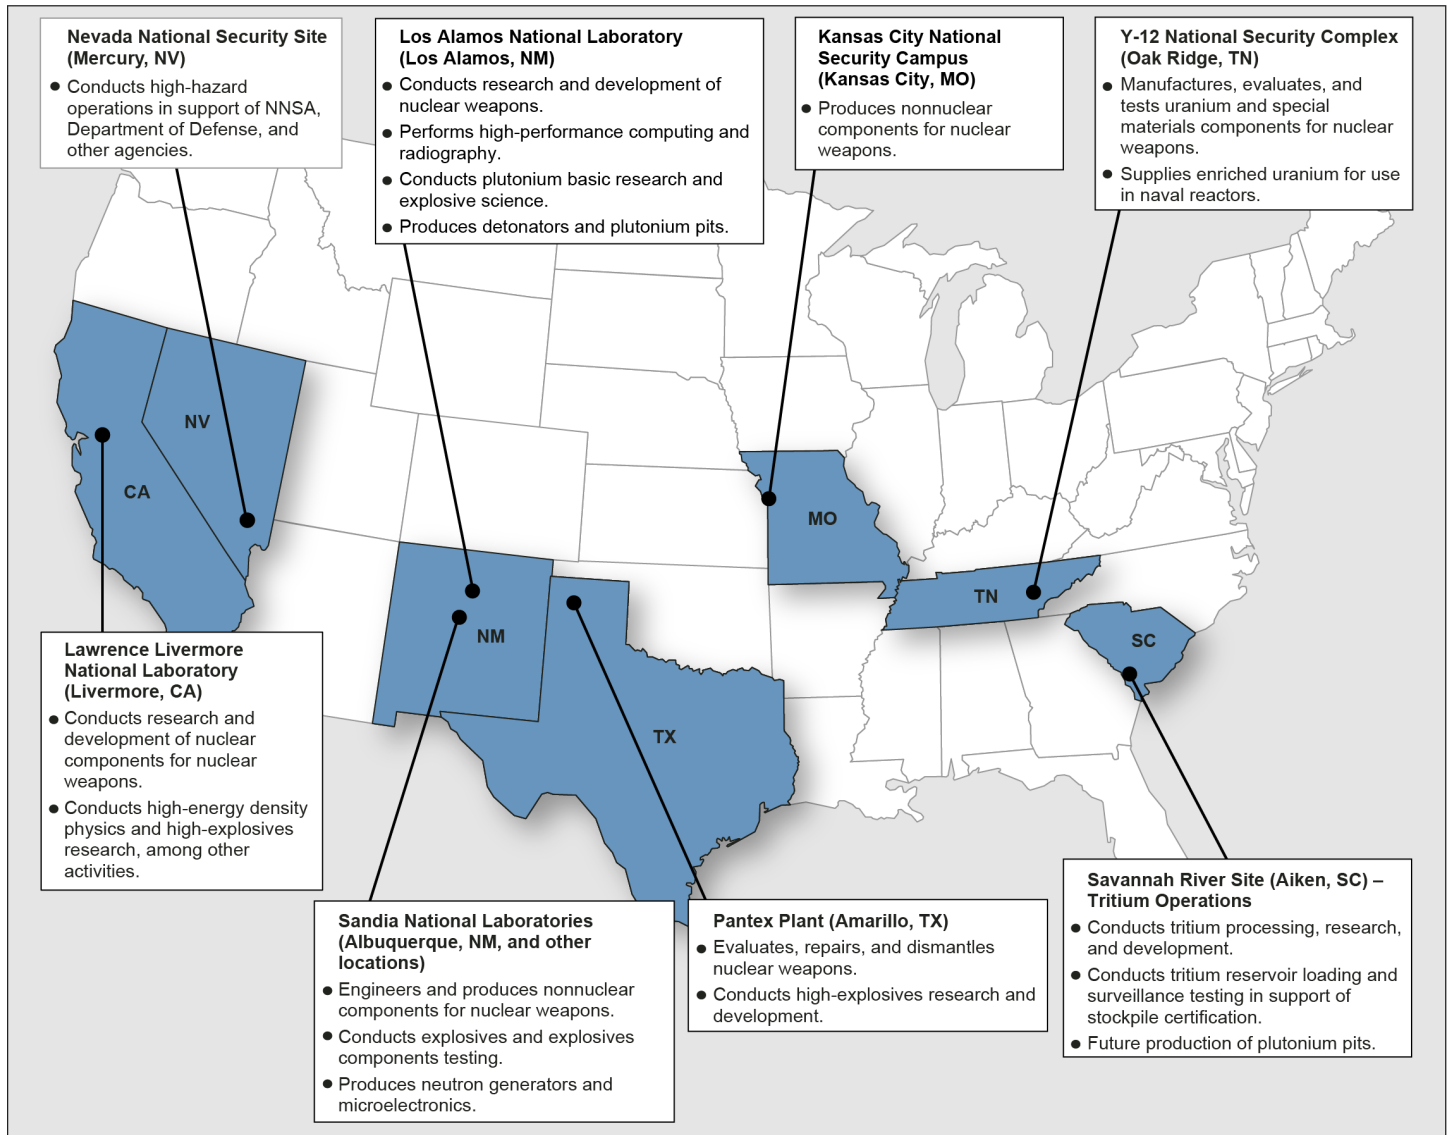 Nevada National Security Site
(Mercury, NV)
● Conducts high-hazard
operations in support of NNSA,
Department of Defense, and
other agencies.
Los Alamos National Laboratory
(Los Alamos, NM)
● Conducts research and development of
nuclear weapons.
● Performs high-performance computing and
radiography.
● Conducts plutonium basic research and
explosive science.
● Produces detonators and plutonium pits.
Kansas City National
Security Campus
(Kansas City, MO)
● Produces nonnuclear
components for nuclear
weapons.
Y-12 National Security Complex
(Oak Ridge, TN)
● Manufactures, evaluates, and
tests uranium and special
materials components for nuclear
weapons.
● Supplies enriched uranium for use
in naval reactors.
NV
CA
MO
TN
NM
SC
TX
Lawrence Livermore
National Laboratory
(Livermore, CA)
● Conducts research and
development of nuclear
components for nuclear
weapons.
● Conducts high-energy density
physics and high-explosives
research, among other
activities.
Sandia National Laboratories
(Albuquerque, NM, and other
locations)
● Engineers and produces nonnuclear
components for nuclear weapons.
● Conducts explosives and explosives
components testing.
● Produces neutron generators and
microelectronics.
Pantex Plant (Amarillo, TX)
● Evaluates, repairs, and dismantles
nuclear weapons.
● Conducts high-explosives research and
development.
Savannah River Site (Aiken, SC) –
Tritium Operations
● Conducts tritium processing, research,
and development.
● Conducts tritium reservoir loading and
surveillance testing in support of
stockpile certification.
● Future production of plutonium pits.